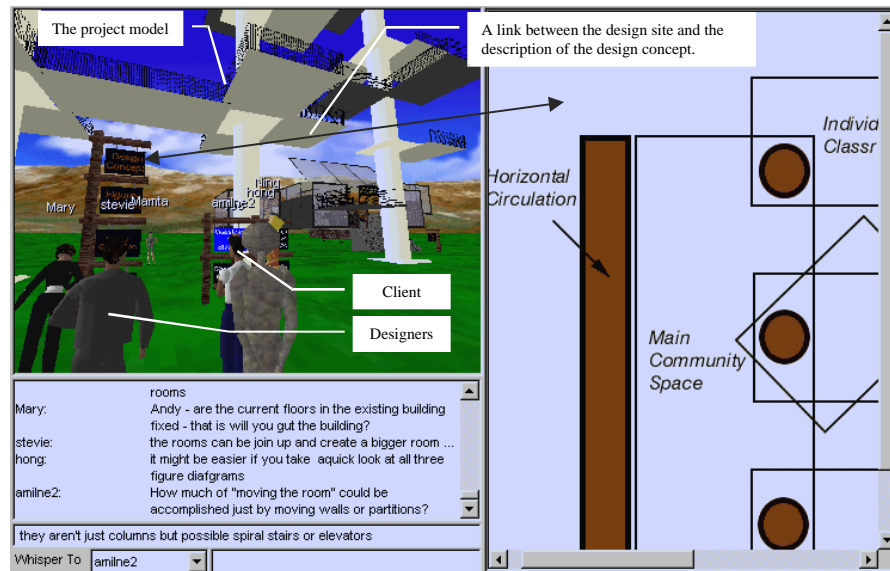 The project model
A link between the design site and the
description of the design concept.
Design
Concept
Mary
stevie
Mamta
amilne2
hong
Ning
Client
Designers
rooms
Mary: Andy - are the current floors in the existing building
fixed - that is will you gut the building?
stevie: the rooms can be join up and create a bigger room ...
hong: it might be easier if you take aquick look at all three
figure diafgrams
amilne2: How much of "moving the room" could be
accomplished just by moving walls or partitions?
they aren't just columns but possible spiral stairs or elevators
Whisper To amilne2
Individ
Classr
Horizontal
Circulation
Main
Community
Space